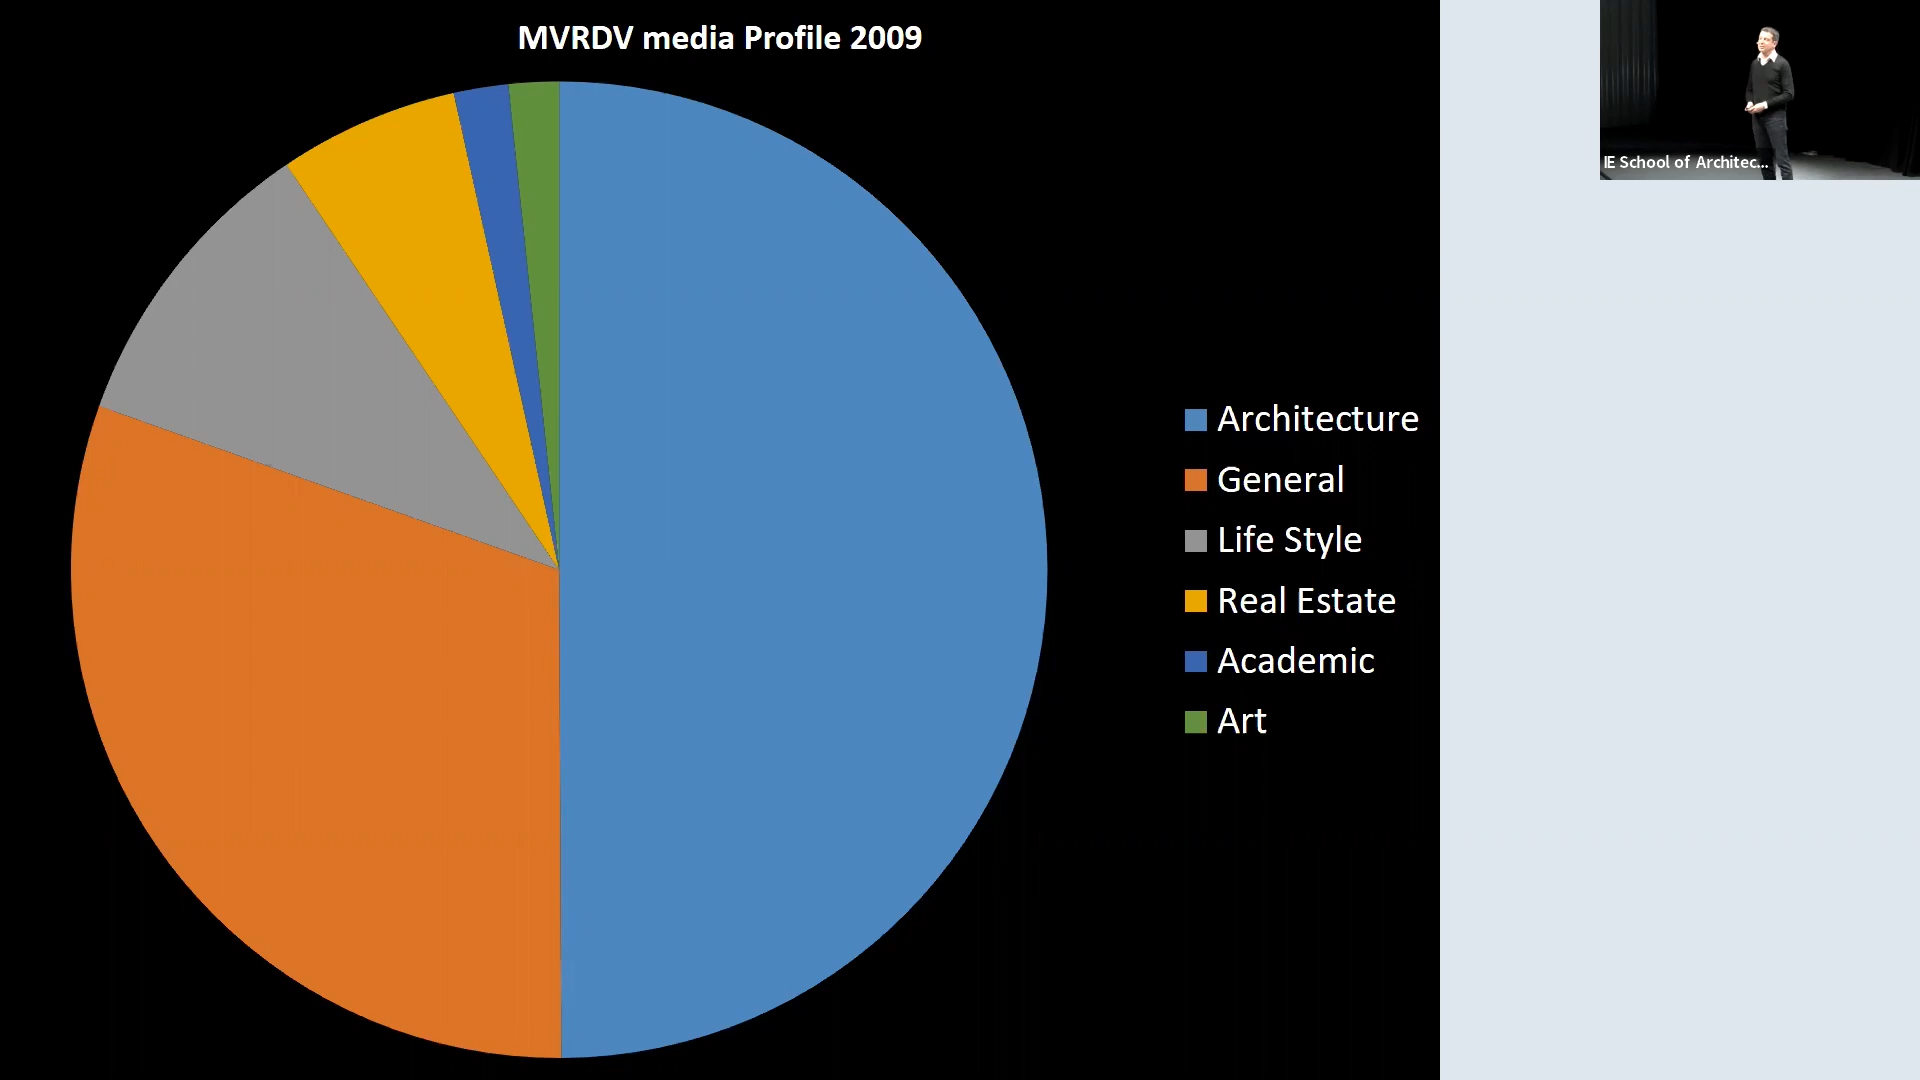 MVRDV media Profile 2009
IE School of Architec...
Architecture
General
Life Style
Real Estate
Academic
Art